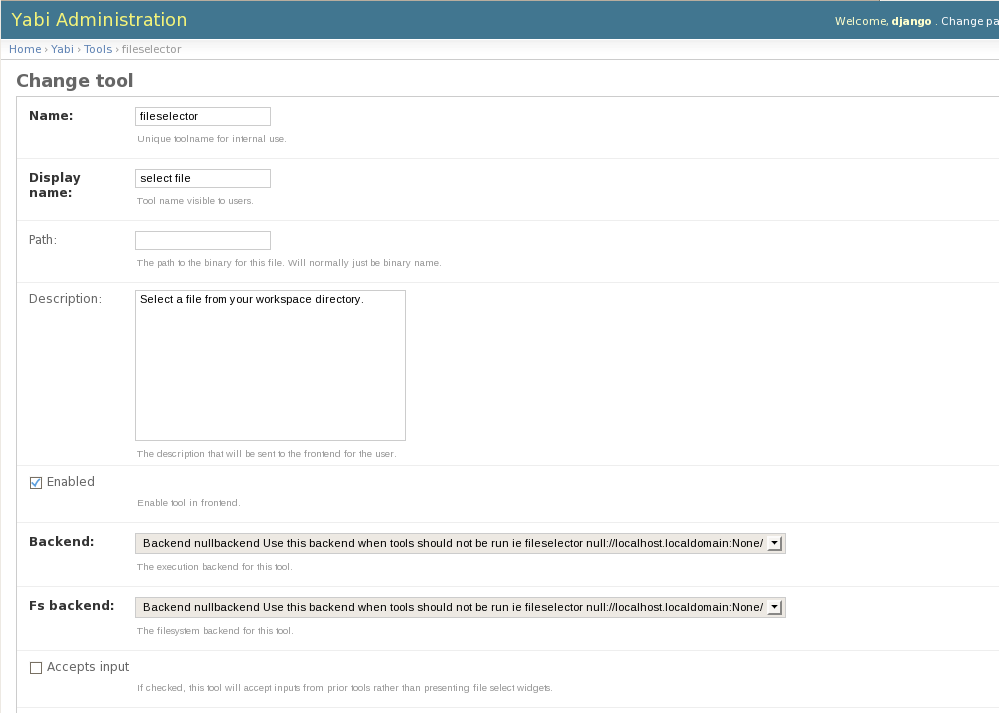 Yabi Administration
Welcome, django . Change pa
Home › Yabi › Tools › fileselector
Change tool
Name: fileselector
Unique toolname for internal use.
Display name: select file
Tool name visible to users.
Path:
The path to the binary for this file. Will normally just be binary name.
Description: Select a file from your workspace directory.
The description that will be sent to the frontend for the user.
Enabled
Enable tool in frontend.
Backend: Backend nullbackend Use this backend when tools should not be run ie fileselector null://localhost.localdomain:None/
The execution backend for this tool.
Fs backend: Backend nullbackend Use this backend when tools should not be run ie fileselector null://localhost.localdomain:None/
The filesystem backend for this tool.
Accepts input
If checked, this tool will accept inputs from prior tools rather than presenting file select widgets.